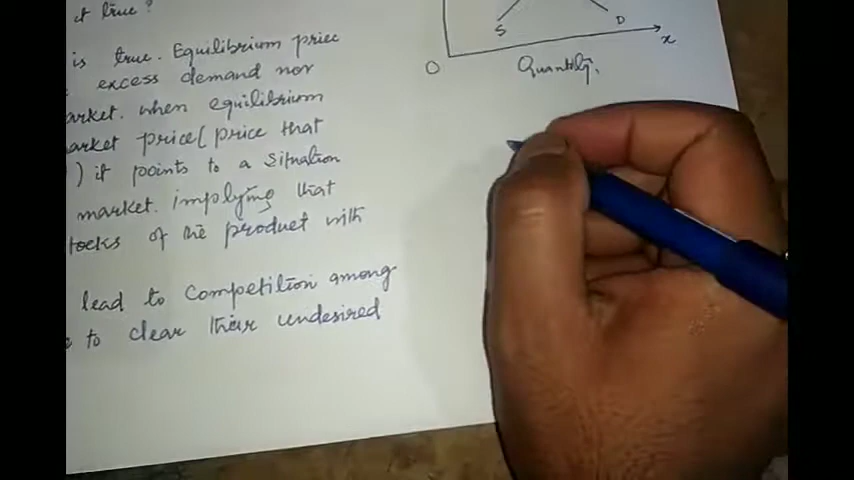 it true?
is true. Equilibrium price
excess demand nor
arket. when equilibrium
arket price( price that
) it points to a situation
market. implying that
tocks of the product with
lead to competition among
to clear their undesired
S
D
O
x
Quantity.